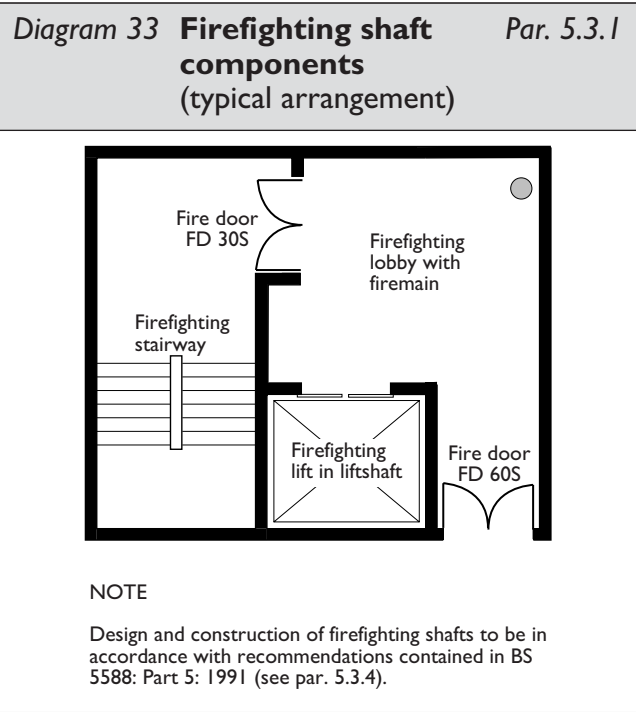 Diagram 33 Firefighting shaft Par. 5.3.1
components
(typical arrangement)
Fire door
FD 30S
Firefighting
lobby with
firemain
Firefighting
stairway
Firefighting
lift in liftshaft
Fire door
FD 60S
NOTE
Design and construction of firefighting shafts to be in
accordance with recommendations contained in BS
5588: Part 5: 1991 (see par. 5.3.4).